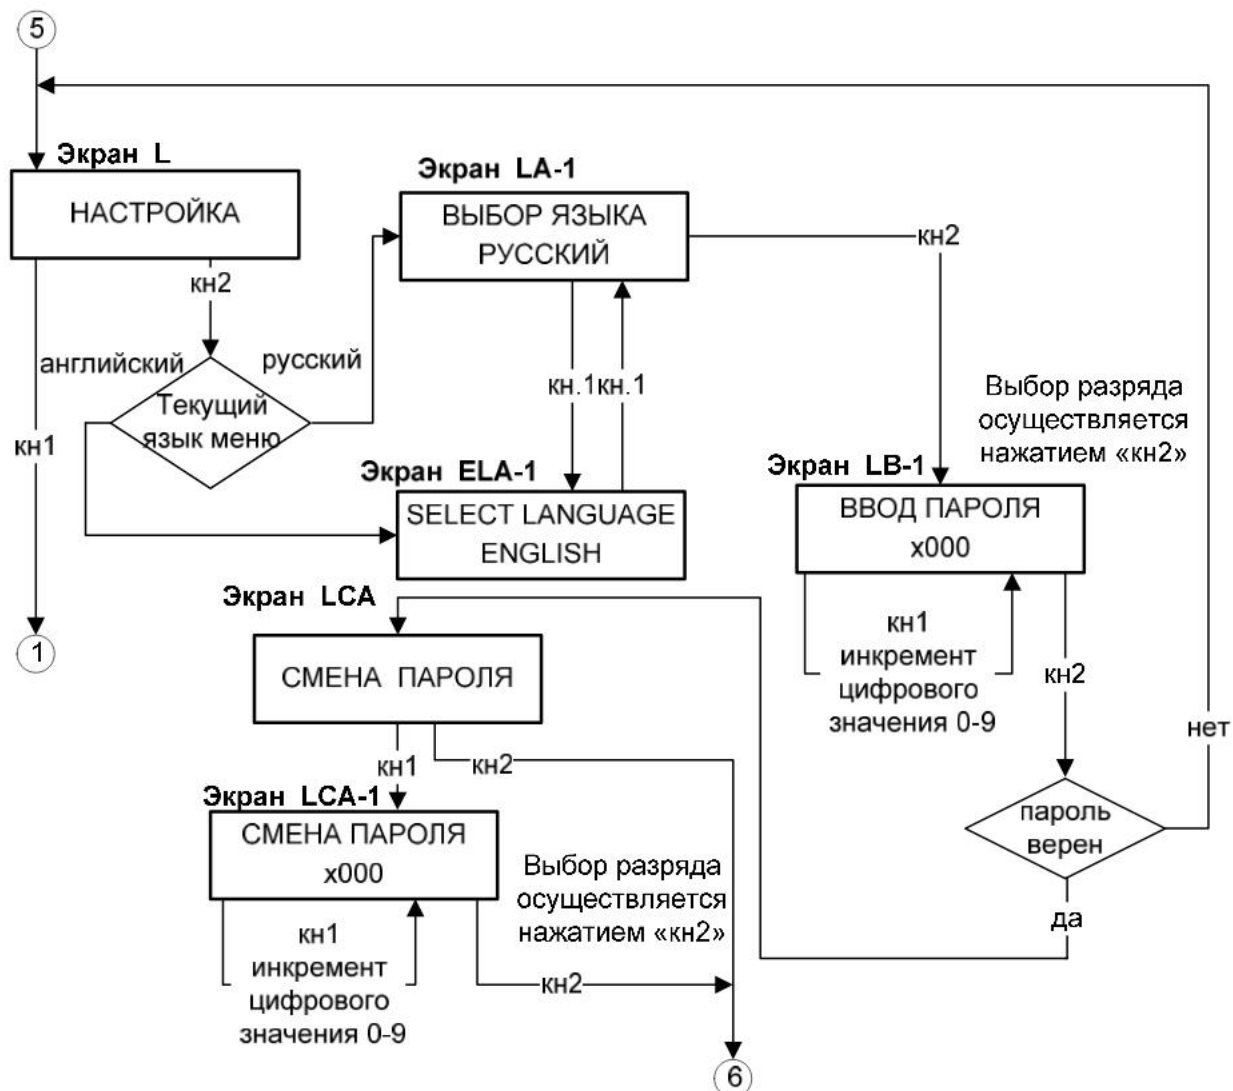 5
Экран L
НАСТРОЙКА
кн2
кн1
английский
русский
Текущий
язык меню
Экран LA-1
ВЫБОР ЯЗЫКА
РУССКИЙ
кн2
кн.1
кн.1
Экран ELA-1
SELECT LANGUAGE
ENGLISH
Выбор разряда
осуществляется
нажатием «кн2»
Экран LB-1
ВВОД ПАРОЛЯ
x000
кн1
инкремент
цифрового
значения 0-9
кн2
нет
пароль
верен
да
1
Экран LCA
СМЕНА ПАРОЛЯ
кн1
кн2
Экран LCA-1
СМЕНА ПАРОЛЯ
x000
Выбор разряда
осуществляется
нажатием «кн2»
кн1
инкремент
цифрового
значения 0-9
кн2
6